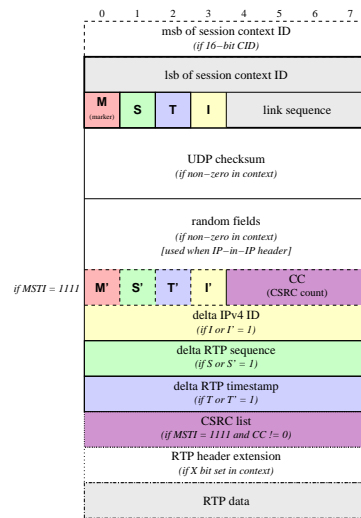 0 1 2 3 4 5 6 7
msb of session context ID
(if 16−bit CID)
lsb of session context ID
M S T I link sequence
(marker)
UDP checksum
(if non−zero in context)
random fields
(if non−zero in context)
[used when IP−in−IP header]
if MSTI = 1111 M' S' T' I' CC
(CSRC count)
delta IPv4 ID
(if I or I' = 1)
delta RTP sequence
(if S or S' = 1)
delta RTP timestamp
(if T or T' = 1)
CSRC list
(if MSTI = 1111 and CC != 0)
RTP header extension
(if X bit set in context)
RTP data